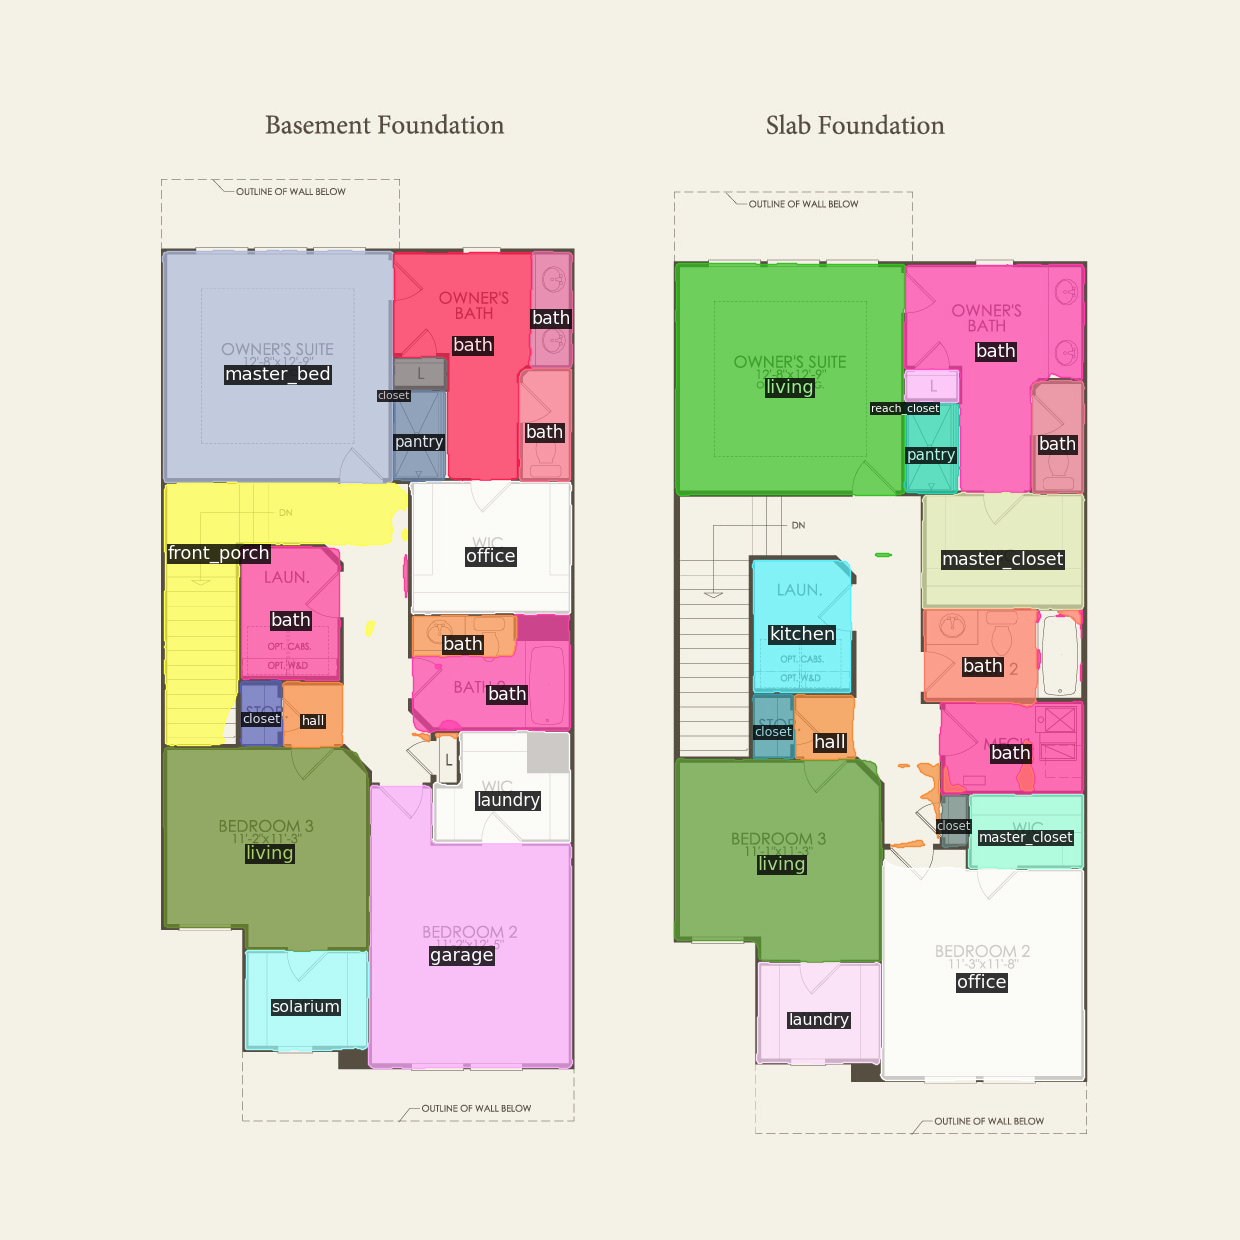 Basement Foundation
OUTLINE OF WALL BELOW
OWNER'S SUITE
12'-8"x12'-9"
master_bed
OWNER'S
BATH
bath
bath
L
closet
pantry
bath
DN
front_porch
WIC
office
LAUN.
bath
OPT. CABS.
OPT. W&D
bath
BATH 2
bath
STOR.
closet
hall
L
WIC
laundry
BEDROOM 3
11'-2"x11'-3"
living
BEDROOM 2
11'-2"x12'-5"
garage
solarium
OUTLINE OF WALL BELOW
Slab Foundation
OUTLINE OF WALL BELOW
OWNER'S SUITE
12'-8"x12'-9"
living
OWNER'S
BATH
bath
L
reach_closet
pantry
bath
DN
master_closet
LAUN.
kitchen
OPT. CABS.
OPT. W&D
bath
2
STOR.
closet
hall
MECH.
bath
closet
WIC
master_closet
BEDROOM 3
11'-1"x11'-3"
living
BEDROOM 2
11'-3"x11'-8"
office
laundry
OUTLINE OF WALL BELOW